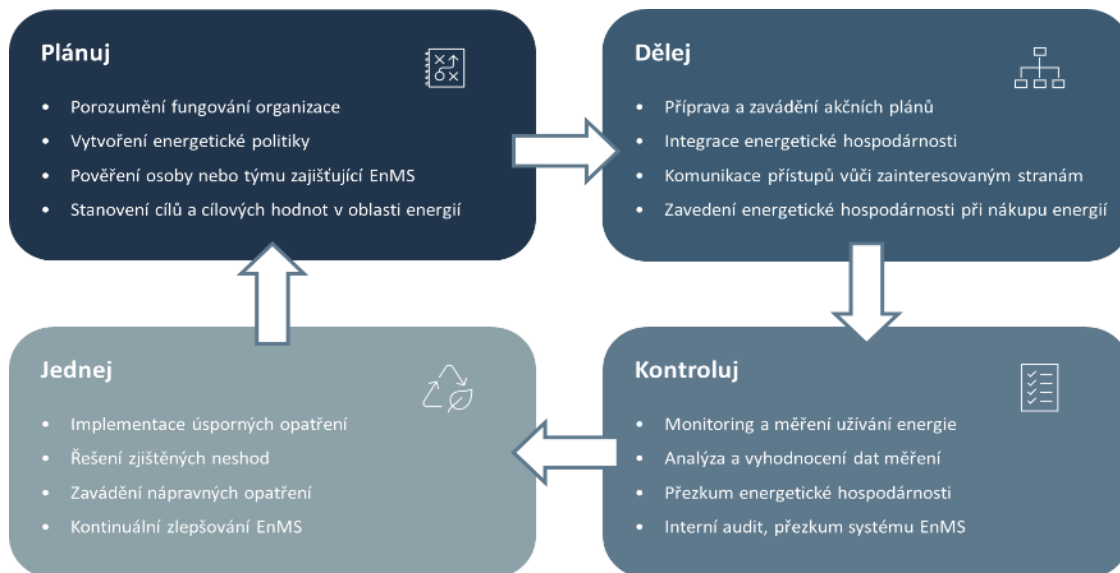 Plánuj
• Porozumění fungování organizace
• Vytvoření energetické politiky
• Pověření osoby nebo týmu zajišťující EnMS
• Stanovení cílů a cílových hodnot v oblasti energií
Dělej
• Příprava a zavádění akčních plánů
• Integrace energetické hospodárnosti
• Komunikace přístupů vůči zainteresovaným stranám
• Zavedení energetické hospodárnosti při nákupu energií
Jednej
• Implementace úsporných opatření
• Řešení zjištěných neshod
• Zavádění nápravných opatření
• Kontinuální zlepšování EnMS
Kontroluj
• Monitoring a měření užívání energie
• Analýza a vyhodnocení dat měření
• Přezkum energetické hospodárnosti
• Interní audit, přezkum systému EnMS